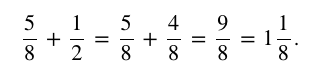 5/8 + 1/2 = 5/8 + 4/8 = 9/8 = 1 1/8.